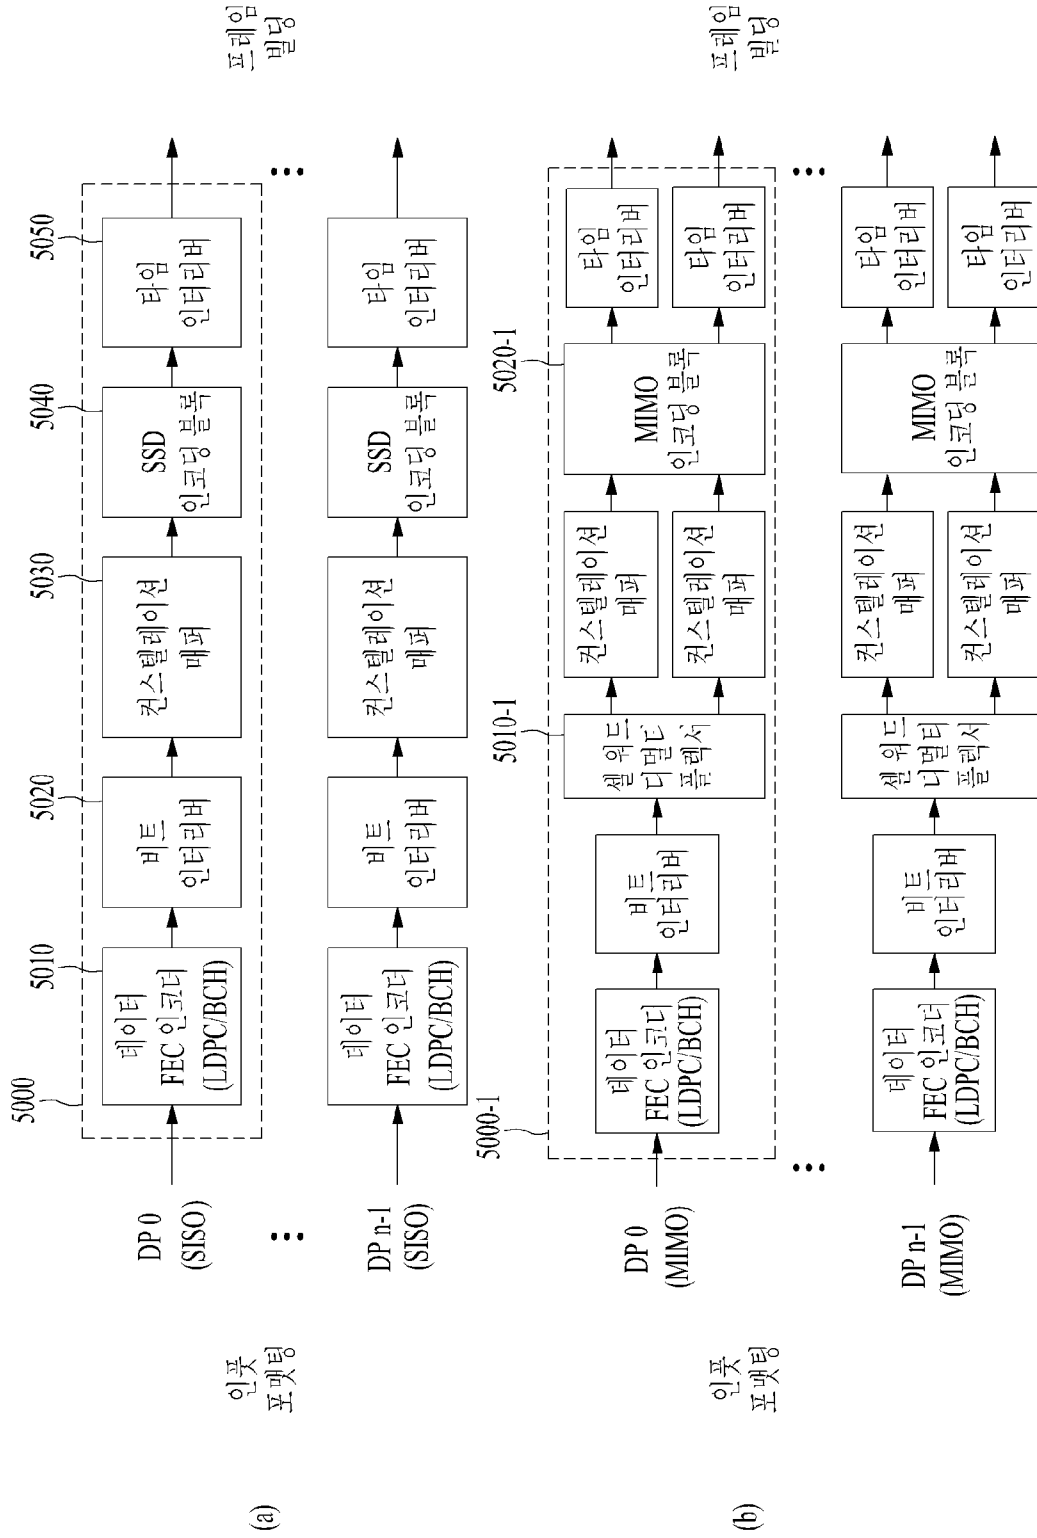 (a)
인풋
포맷팅
프레임
빌딩
DP 0
(SISO)
5000
5010
데이터
FEC 인코더
(LDPC/BCH)
5020
비트
인터리버
5030
컨스텔레이션
매퍼
5040
SSD
인코딩 블록
5050
타임
인터리버
DP n-1
(SISO)
데이터
FEC 인코더
(LDPC/BCH)
비트
인터리버
컨스텔레이션
매퍼
SSD
인코딩 블록
타임
인터리버
(b)
인풋
포맷팅
프레임
빌딩
DP 0
(MIMO)
5000-1
데이터
FEC 인코더
(LDPC/BCH)
비트
인터리버
5010-1
셀 워드
디멀티
플렉서
컨스텔레이션
매퍼
컨스텔레이션
매퍼
5020-1
MIMO
인코딩 블록
타임
인터리버
타임
인터리버
DP n-1
(MIMO)
데이터
FEC 인코더
(LDPC/BCH)
비트
인터리버
셀 워드
디멀티
플렉서
컨스텔레이션
매퍼
컨스텔레이션
매퍼
MIMO
인코딩 블록
타임
인터리버
타임
인터리버